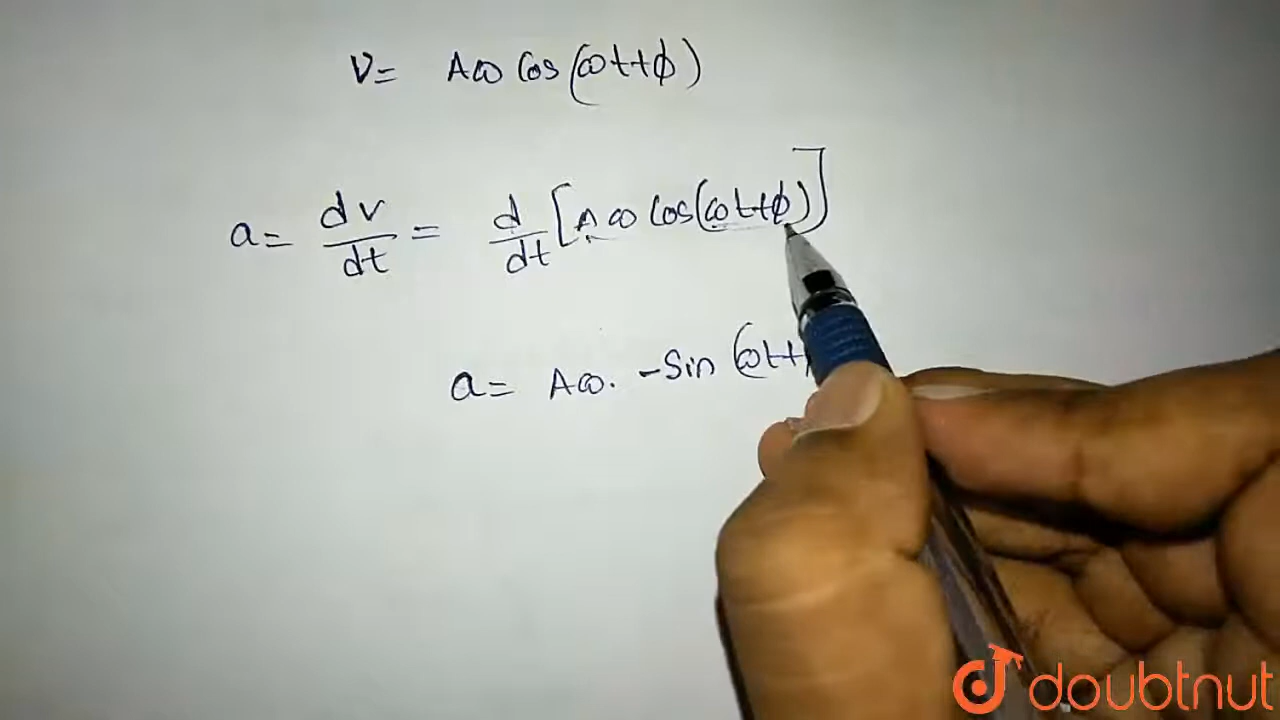 V= Aω Cos (ωt+ϕ)
a= dv/dt = d/dt [Aω Cos(ωt+ϕ)]
a= Aω. -Sin (ωt+
doubtnut